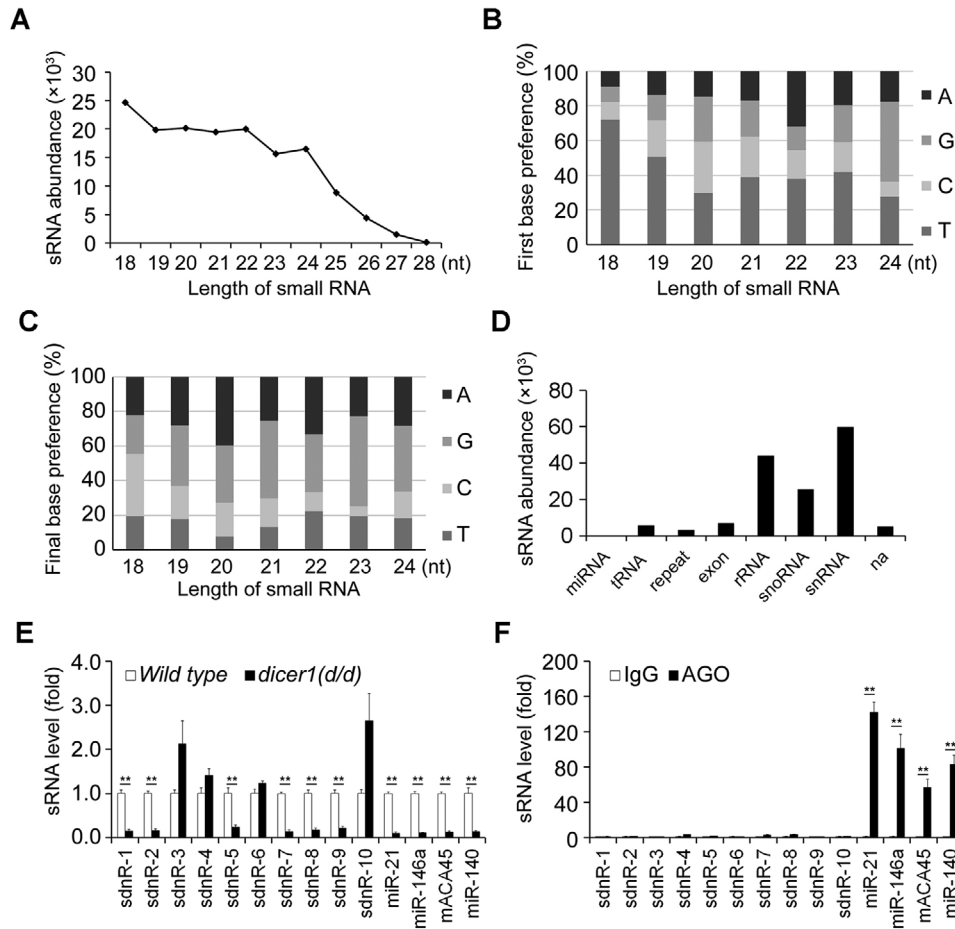 A
sRNA abundance (×10³)
30
25
20
15
10
5
0
18 19 20 21 22 23 24 25 26 27 28 (nt)
Length of small RNA
B
First base preference (%)
100
80
60
40
20
0
A
G
C
T
18 19 20 21 22 23 24 (nt)
Length of small RNA
C
Final base preference (%)
100
80
60
40
20
0
A
G
C
T
18 19 20 21 22 23 24 (nt)
Length of small RNA
D
sRNA abundance (×10³)
80
60
40
20
0
miRNA
tRNA
repeat
exon
rRNA
snoRNA
snRNA
na
E
sRNA level (fold)
4.0
3.0
2.0
1.0
0.0
Wild type dicer1(d/d)
** ** ** ** ** ** ** ** ** **
sdnR-1
sdnR-2
sdnR-3
sdnR-4
sdnR-5
sdnR-6
sdnR-7
sdnR-8
sdnR-9
sdnR-10
miR-21
miR-146a
mACA45
miR-140
F
sRNA level (fold)
200
160
120
80
40
0
IgG AGO
** ** ** **
sdnR-1
sdnR-2
sdnR-3
sdnR-4
sdnR-5
sdnR-6
sdnR-7
sdnR-8
sdnR-9
sdnR-10
miR-21
miR-146a
mACA45
miR-140